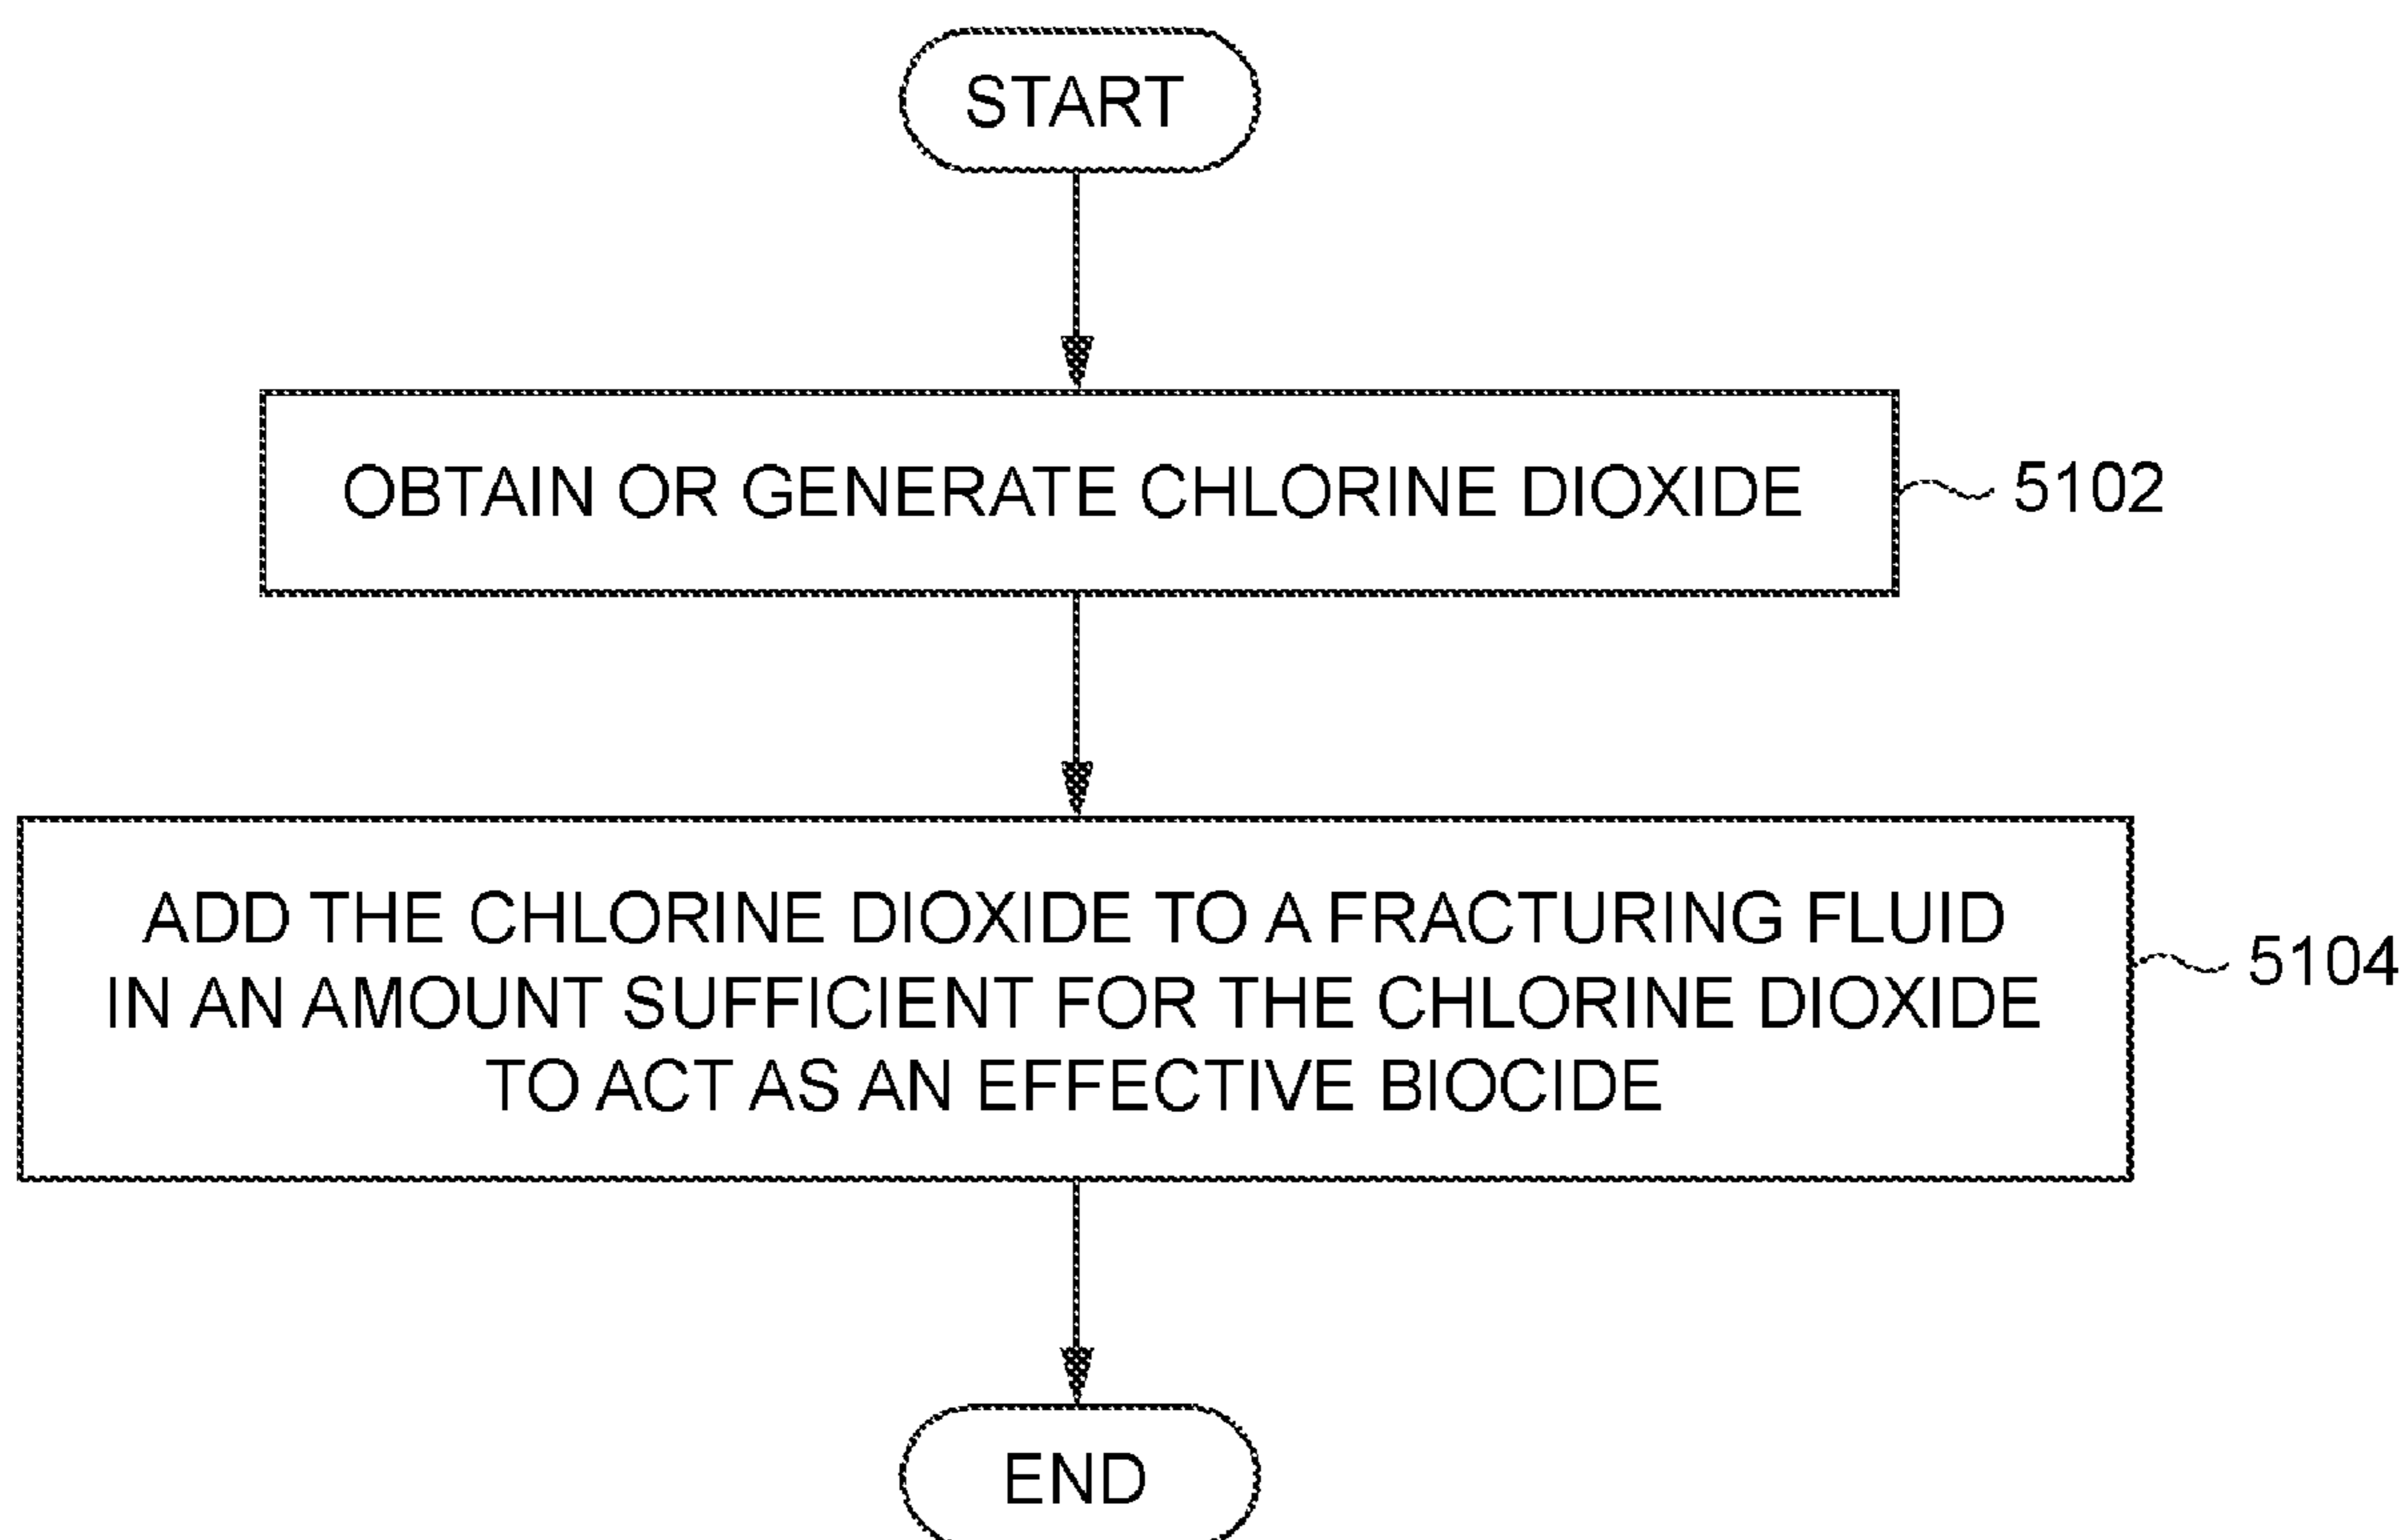 START
OBTAIN OR GENERATE CHLORINE DIOXIDE
5102
ADD THE CHLORINE DIOXIDE TO A FRACTURING FLUID
IN AN AMOUNT SUFFICIENT FOR THE CHLORINE DIOXIDE
TO ACT AS AN EFFECTIVE BIOCIDE
5104
END